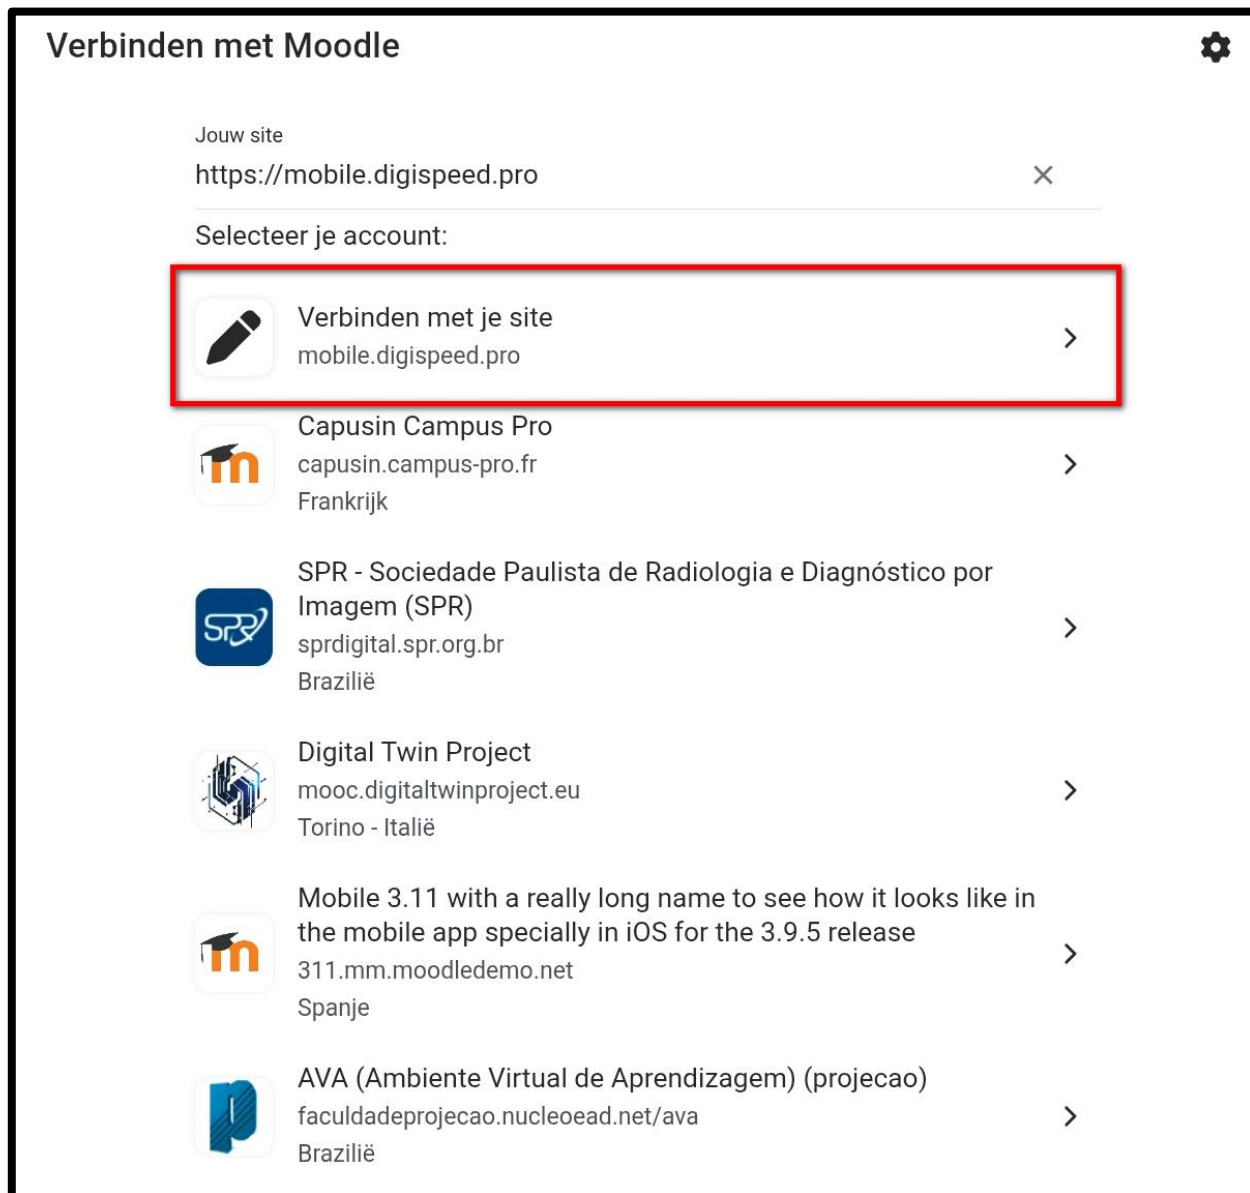 Verbinden met Moodle
Jouw site
https://mobile.digispeed.pro
Selecteer je account:
Verbinden met je site
mobile.digispeed.pro
Capusin Campus Pro
capusin.campus-pro.fr
Frankrijk
SPR - Sociedade Paulista de Radiologia e Diagnóstico por
Imagem (SPR)
SPR
sprdigital.spr.org.br
Brazilië
Digital Twin Project
mooc.digitaltwinproject.eu
Torino - Italië
Mobile 3.11 with a really long name to see how it looks like in
the mobile app specially in iOS for the 3.9.5 release
311.mm.moodledemo.net
Spanje
AVA (Ambiente Virtual de Aprendizagem) (projecao)
faculdadeprojecao.nucleoead.net/ava
Brazilië